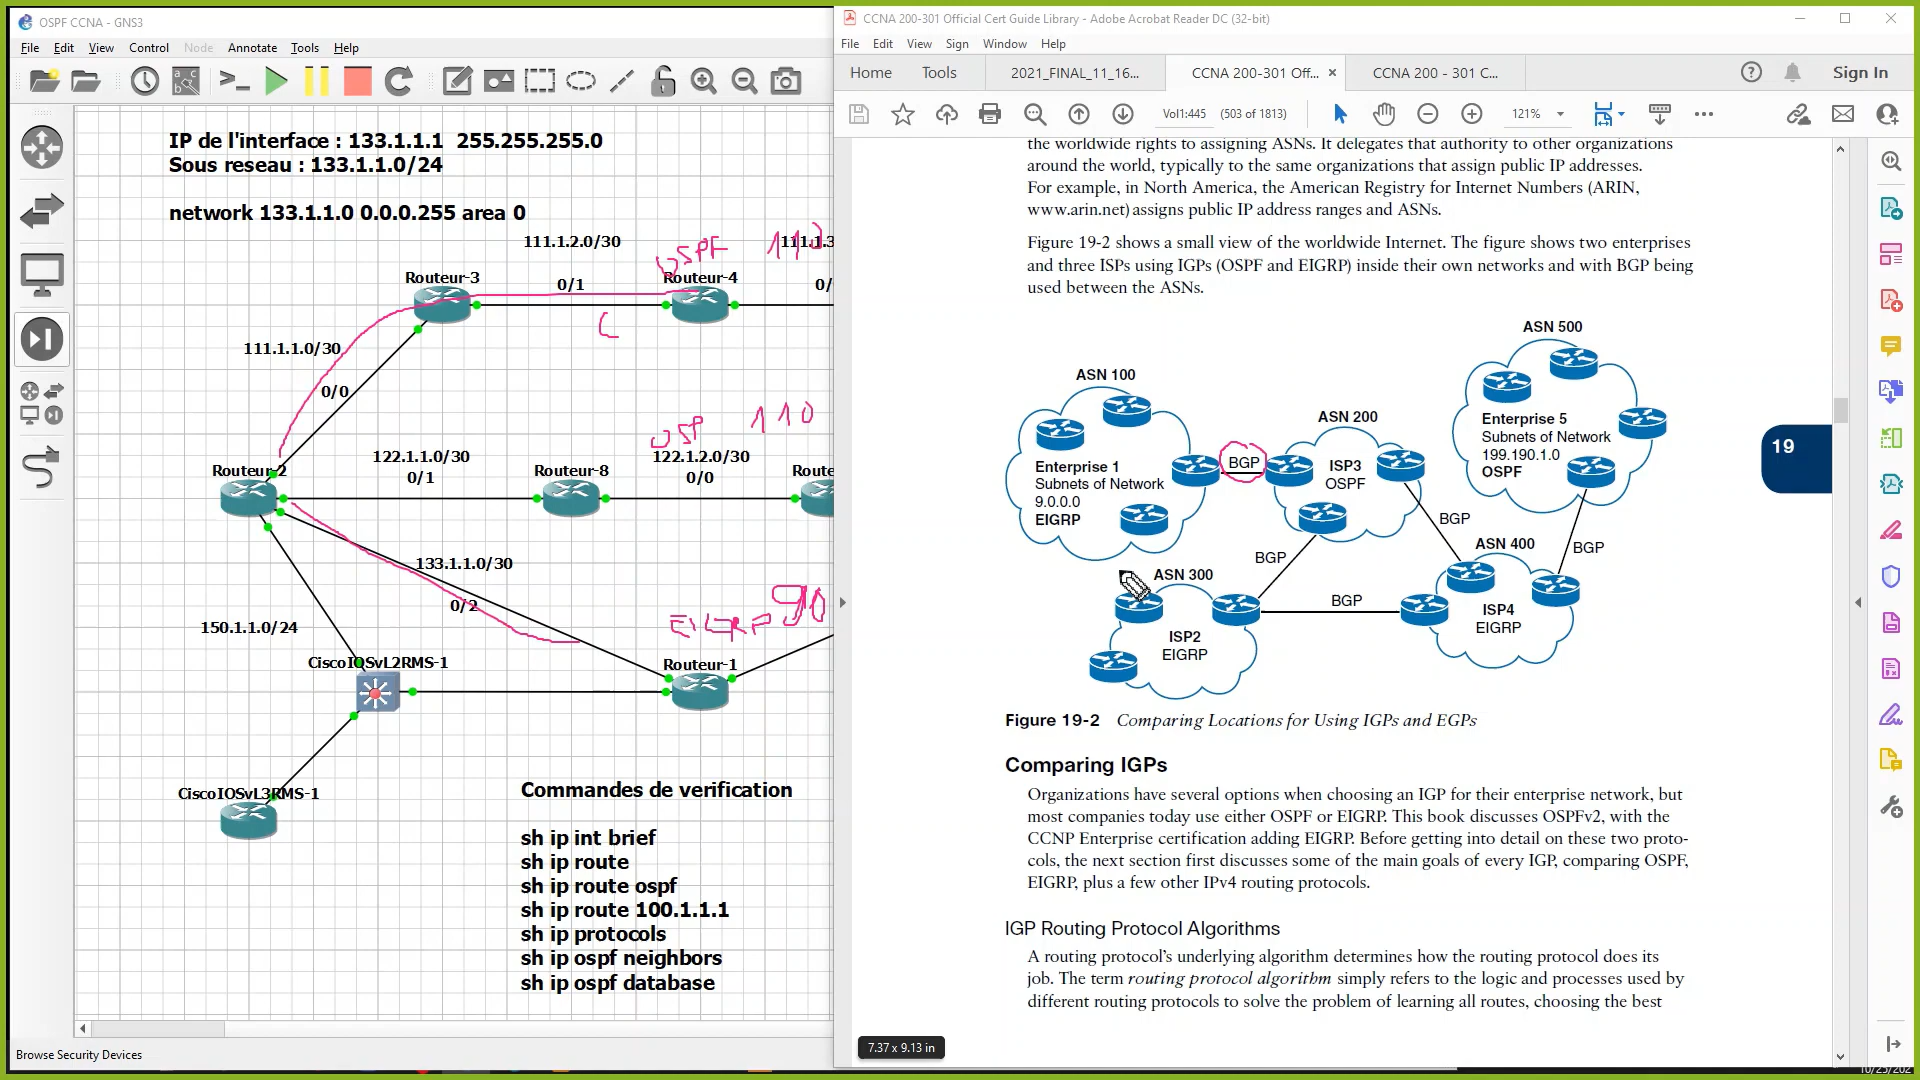 OSPF CCNA - GNS3
File Edit View Control Node Annotate Tools Help
IP de l'interface : 133.1.1.1 255.255.255.0
Sous reseau : 133.1.1.0/24
network 133.1.1.0 0.0.0.255 area 0
111.1.2.0/30
OSPF
110
Routeur-3
0/1
Routeur-4
111.1.1.0/30
0/0
OSP
110
Routeur-2
122.1.1.0/30
0/1
Routeur-8
122.1.2.0/30
0/0
133.1.1.0/30
0/2
EIGRP 90
150.1.1.0/24
CiscoIOSvL2RMS-1
Routeur-1
CiscoIOSvL3RMS-1
Commandes de verification
sh ip int brief
sh ip route
sh ip route ospf
sh ip route 100.1.1.1
sh ip protocols
sh ip ospf neighbors
sh ip ospf database
Browse Security Devices
CCNA 200-301 Official Cert Guide Library - Adobe Acrobat Reader DC (32-bit)
File Edit View Sign Window Help
Home Tools 2021_FINAL_11_16... CCNA 200-301 Off... CCNA 200 - 301 C... Sign In
Vol1:445 (503 of 1813) 121%
the worldwide rights to assigning ASNs. It delegates that authority to other organizations
around the world, typically to the same organizations that assign public IP addresses.
For example, in North America, the American Registry for Internet Numbers (ARIN,
www.arin.net) assigns public IP address ranges and ASNs.
Figure 19-2 shows a small view of the worldwide Internet. The figure shows two enterprises
and three ISPs using IGPs (OSPF and EIGRP) inside their own networks and with BGP being
used between the ASNs.
ASN 100
Enterprise 1
Subnets of Network
9.0.0.0
EIGRP
BGP
ASN 200
ISP3
OSPF
ASN 500
Enterprise 5
Subnets of Network
199.190.1.0
OSPF
19
BGP
BGP
BGP
ASN 300
ISP2
EIGRP
BGP
ASN 400
ISP4
EIGRP
Figure 19-2 Comparing Locations for Using IGPs and EGPs
Comparing IGPs
Organizations have several options when choosing an IGP for their enterprise network, but
most companies today use either OSPF or EIGRP. This book discusses OSPFv2, with the
CCNP Enterprise certification adding EIGRP. Before getting into detail on these two proto-
cols, the next section first discusses some of the main goals of every IGP, comparing OSPF,
EIGRP, plus a few other IPv4 routing protocols.
IGP Routing Protocol Algorithms
A routing protocol's underlying algorithm determines how the routing protocol does its
job. The term routing protocol algorithm simply refers to the logic and processes used by
different routing protocols to solve the problem of learning all routes, choosing the best
7.37 x 9.13 in